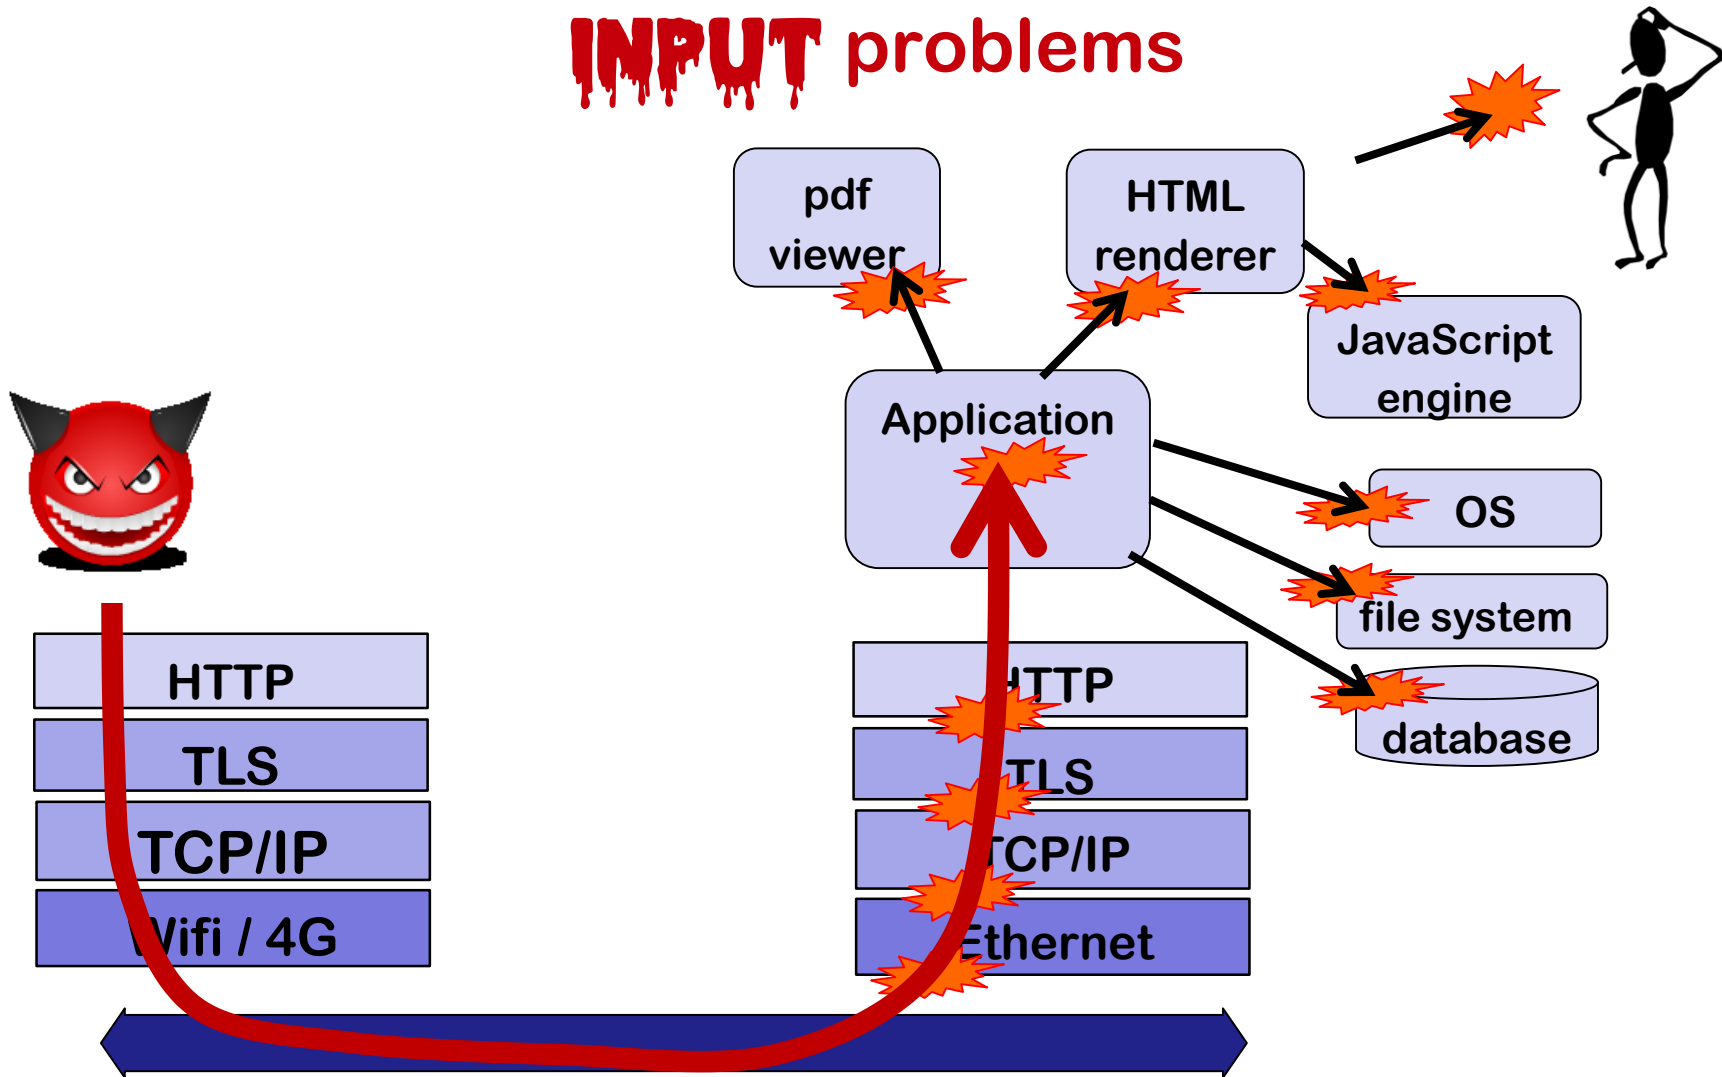 INPUT problems
pdf
viewer
HTML
renderer
JavaScript
engine
Application
OS
file system
database
HTTP
TLS
TCP/IP
Wifi / 4G
HTTP
TLS
TCP/IP
Ethernet